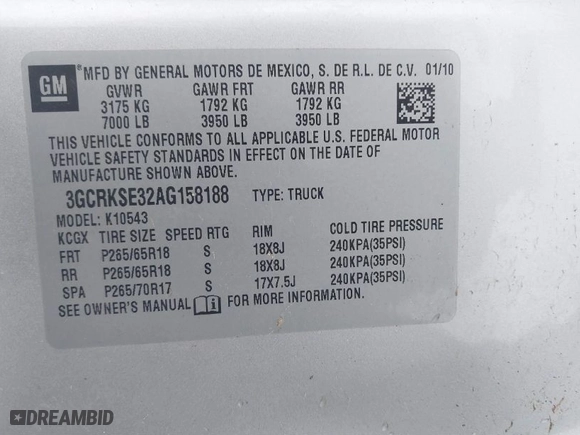 GM
® MFD BY GENERAL MOTORS DE MEXICO, S. DE R.L. DE C.V. 01/10
GVWR GAWR FRT GAWR RR
3175 KG 1792 KG 1792 KG
7000 LB 3950 LB 3950 LB
THIS VEHICLE CONFORMS TO ALL APPLICABLE U.S. FEDERAL MOTOR
VEHICLE SAFETY STANDARDS IN EFFECT ON THE DATE OF
MANUFACTURE SHOWN ABOVE.
3GCRKSE32AG158188 TYPE: TRUCK
MODEL: K10543
KCGX TIRE SIZE SPEED RTG RIM COLD TIRE PRESSURE
FRT P265/65R18 S 18X8J 240KPA(35PSI)
RR P265/65R18 S 18X8J 240KPA(35PSI)
SPA P265/70R17 S 17X7.5J 240KPA(35PSI)
SEE OWNER'S MANUAL i FOR MORE INFORMATION.
DREAMBID